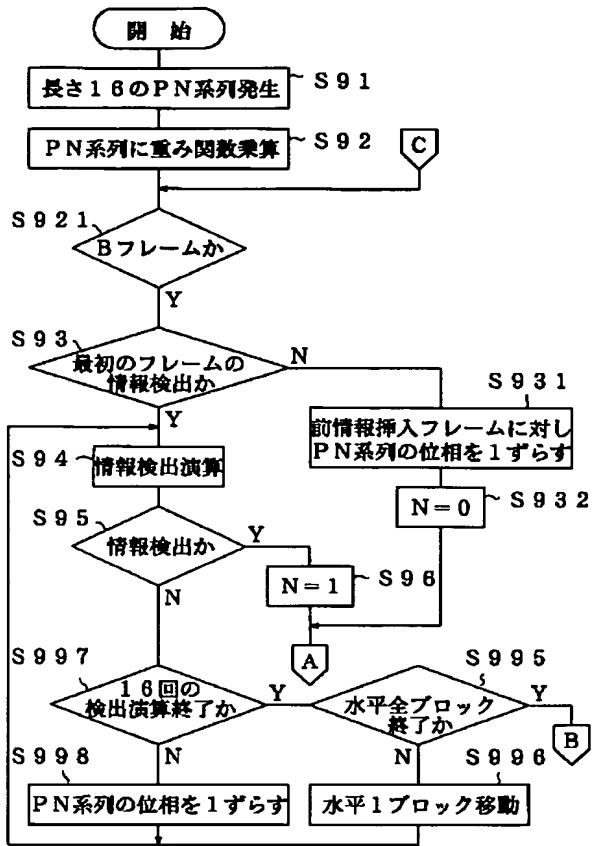 開 始
長さ16のPN系列発生
S91
PN系列に重み関数乗算
S92
C
S921
Bフレームか
Y
S93
最初のフレームの
情報検出か
N
Y
S931
前情報挿入フレームに対し
PN系列の位相を1ずらす
S94
情報検出演算
N=0
S932
S95
情報検出か
Y
N=1
S96
N
A
S997
16回の
検出演算終了か
Y
N
S995
水平全ブロック
終了か
Y
N
B
S998
PN系列の位相を1ずらす
S996
水平1ブロック移動